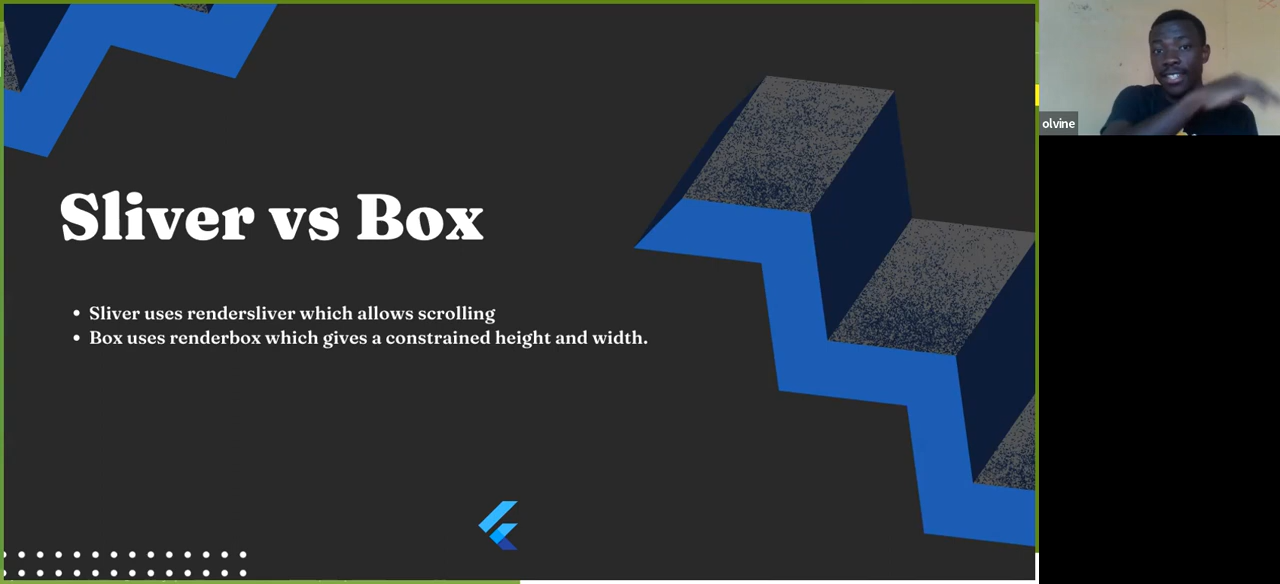 Sliver vs Box
• Sliver uses rendersliver which allows scrolling
• Box uses renderbox which gives a constrained height and width.
olvine